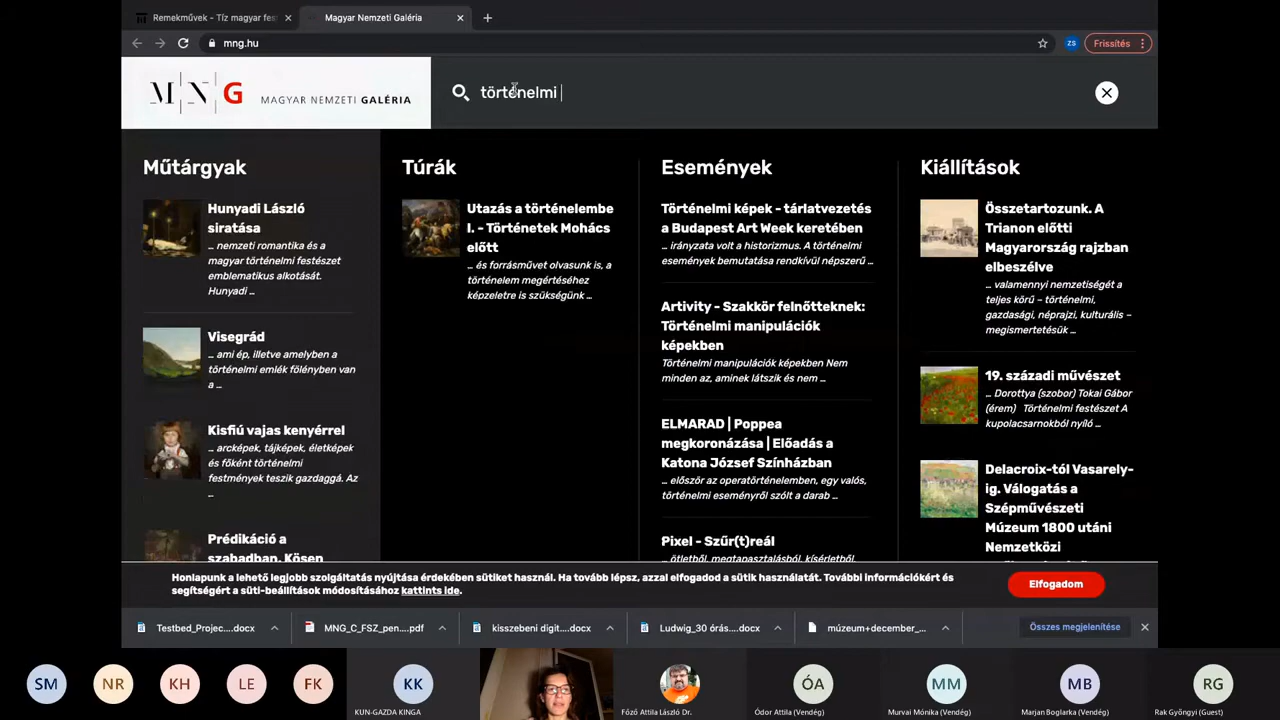 Remekművek - Tíz magyar fes
Magyar Nemzeti Galéria
mng.hu
ZS
Frissítés
MNG MAGYAR NEMZETI GALÉRIA
történelmi
Műtárgyak
Hunyadi László
siratása
... nemzeti romantika és a
magyar történelmi festészet
emblematikus alkotását.
Hunyadi ...
Visegrád
... ami ép, illetve amelyben a
történelmi emlék fölényben van
a ...
Kisfiú vajas kenyérrel
... arcképek, tájképek, életképek
és főként történelmi
festmények teszik gazdaggá. Az
...
Prédikáció a
szabadban. Kösen
Túrák
Utazás a történelembe
I. - Történetek Mohács
előtt
... és forrásművet olvasunk is, a
történelem megértéséhez
képzeletre is szükségünk ...
Események
Történelmi képek - tárlatvezetés
a Budapest Art Week keretében
... irányzata volt a historizmus. A történelmi
események bemutatása rendkívül népszerű ...
Artivity - Szakkör felnőtteknek:
Történelmi manipulációk
képekben
Történelmi manipulációk képekben Nem
minden az, aminek látszik és nem ...
ELMARAD | Poppea
megkoronázása | Előadás a
Katona József Színházban
... először az operatörténelemben, egy valós,
történelmi eseményről szólt a darab ...
Pixel - Szűr(t)reál
... ötletből, megtapasztalásból, kísérletből,
Kiállítások
Összetartozunk. A
Trianon előtti
Magyarország rajzban
elbeszélve
... valamennyi nemzetiségét a
teljes körű – történelmi,
gazdasági, néprajzi, kulturális –
megismertetésük ...
19. századi művészet
... Dorottya (szobor) Tokai Gábor
(érem) Történelmi festészet A
kupolacsarnokból nyíló ...
Delacroix-tól Vasarely-
ig. Válogatás a
Szépművészeti
Múzeum 1800 utáni
Nemzetközi
Honlapunk a lehető legjobb szolgáltatás nyújtása érdekében sütiket használ. Ha tovább lépsz, azzal elfogadod a sütik használatát. További információkért és
segítségért a süti-beállítások módosításához kattints ide.
Elfogadom
Testbed_Projec....docx
MNG_C_FSZ_pen....pdf
kisszebeni digit....docx
Ludwig_30 órás....docx
múzeum+december_...
Összes megjelenítése
SM
NR
KH
LE
FK
KK
ÓA
MM
MB
RG
KUN-GAZDA KINGA
Főző Attila László Dr.
Ódor Attila (Vendég)
Murvai Mónika (Vendég)
Marjan Boglarka (Vendég)
Rak Gyöngyi (Guest)